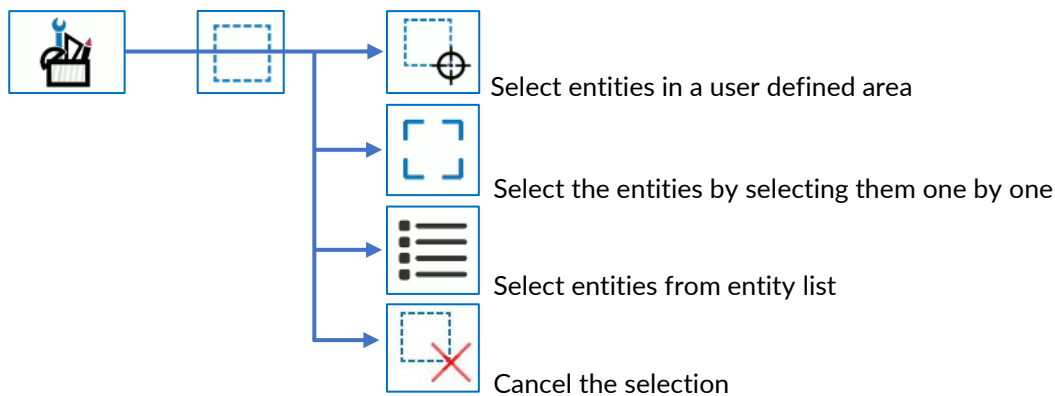 Select entities in a user defined area
Select the entities by selecting them one by one
Select entities from entity list
Cancel the selection